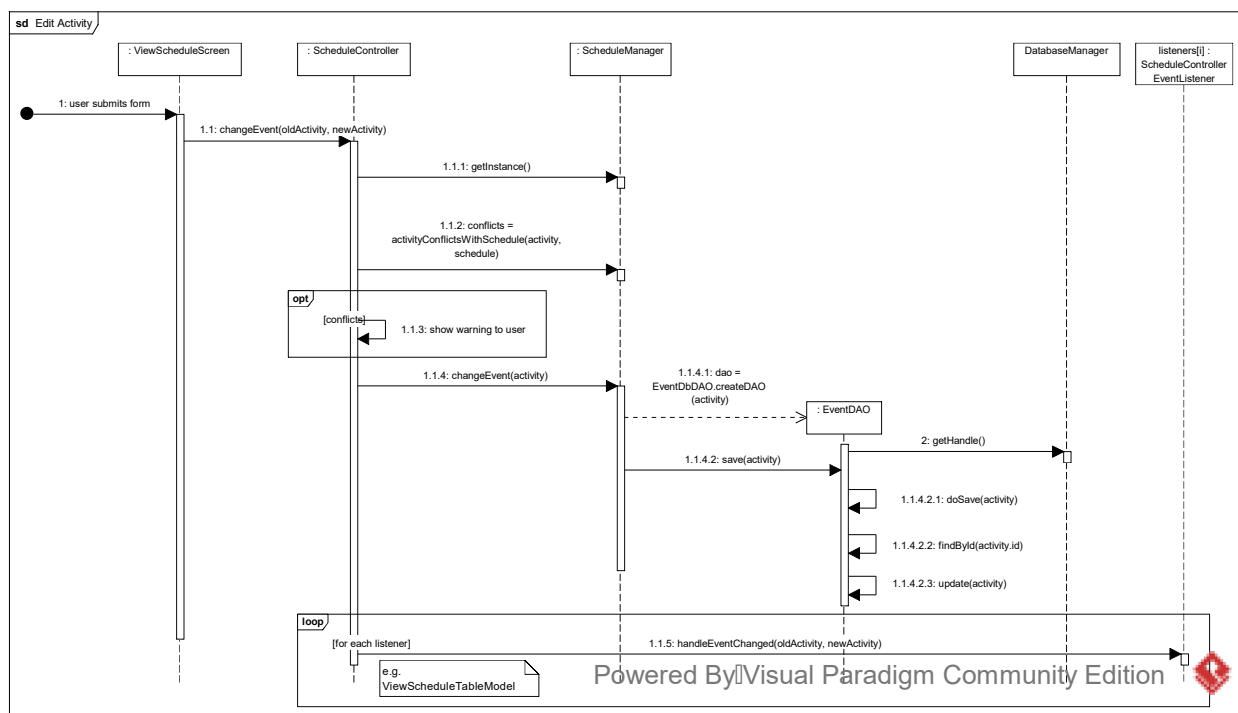 sd Edit Activity
: ViewScheduleScreen
: ScheduleController
: ScheduleManager
DatabaseManager
listeners[i] :
ScheduleController
EventListener
1: user submits form
1.1: changeEvent(oldActivity, newActivity)
1.1.1: getInstance()
1.1.2: conflicts =
activityConflictsWithSchedule(activity,
schedule)
opt
[conflicts]
1.1.3: show warning to user
1.1.4: changeEvent(activity)
1.1.4.1: dao =
EventDbDAO.createDAO
(activity)
: EventDAO
2: getHandle()
1.1.4.2: save(activity)
1.1.4.2.1: doSave(activity)
1.1.4.2.2: findById(activity.id)
1.1.4.2.3: update(activity)
loop
[for each listener]
1.1.5: handleEventChanged(oldActivity, newActivity)
e.g.
ViewScheduleTableModel
Powered By Visual Paradigm Community Edition